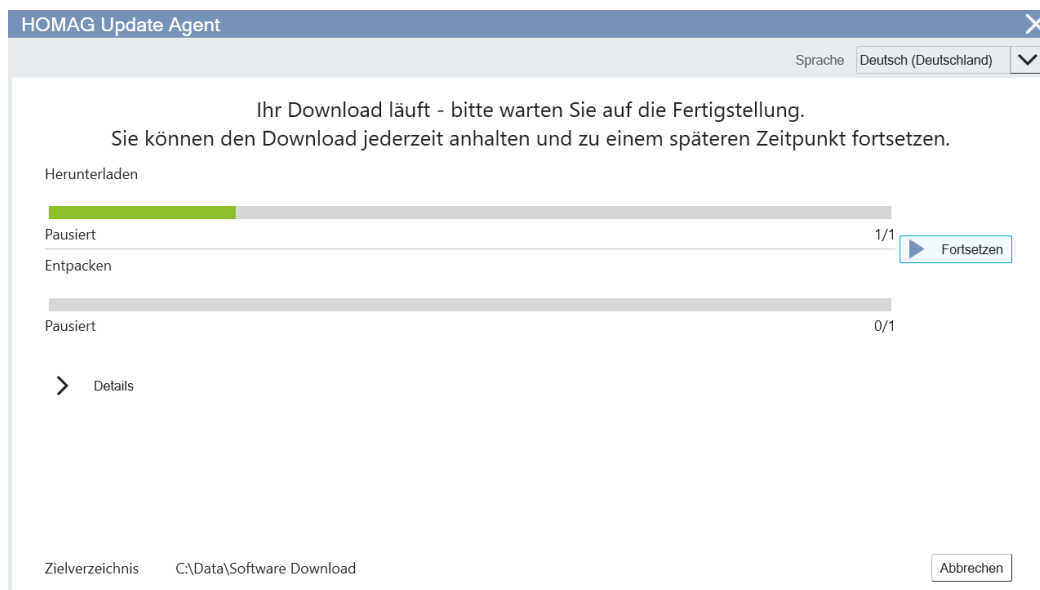 HOMAG Update Agent
Sprache Deutsch (Deutschland)
Ihr Download läuft - bitte warten Sie auf die Fertigstellung.
Sie können den Download jederzeit anhalten und zu einem späteren Zeitpunkt fortsetzen.
Herunterladen
Pausiert 1/1
Fortsetzen
Entpacken
Pausiert 0/1
Details
Zielverzeichnis C:\Data\Software Download
Abbrechen